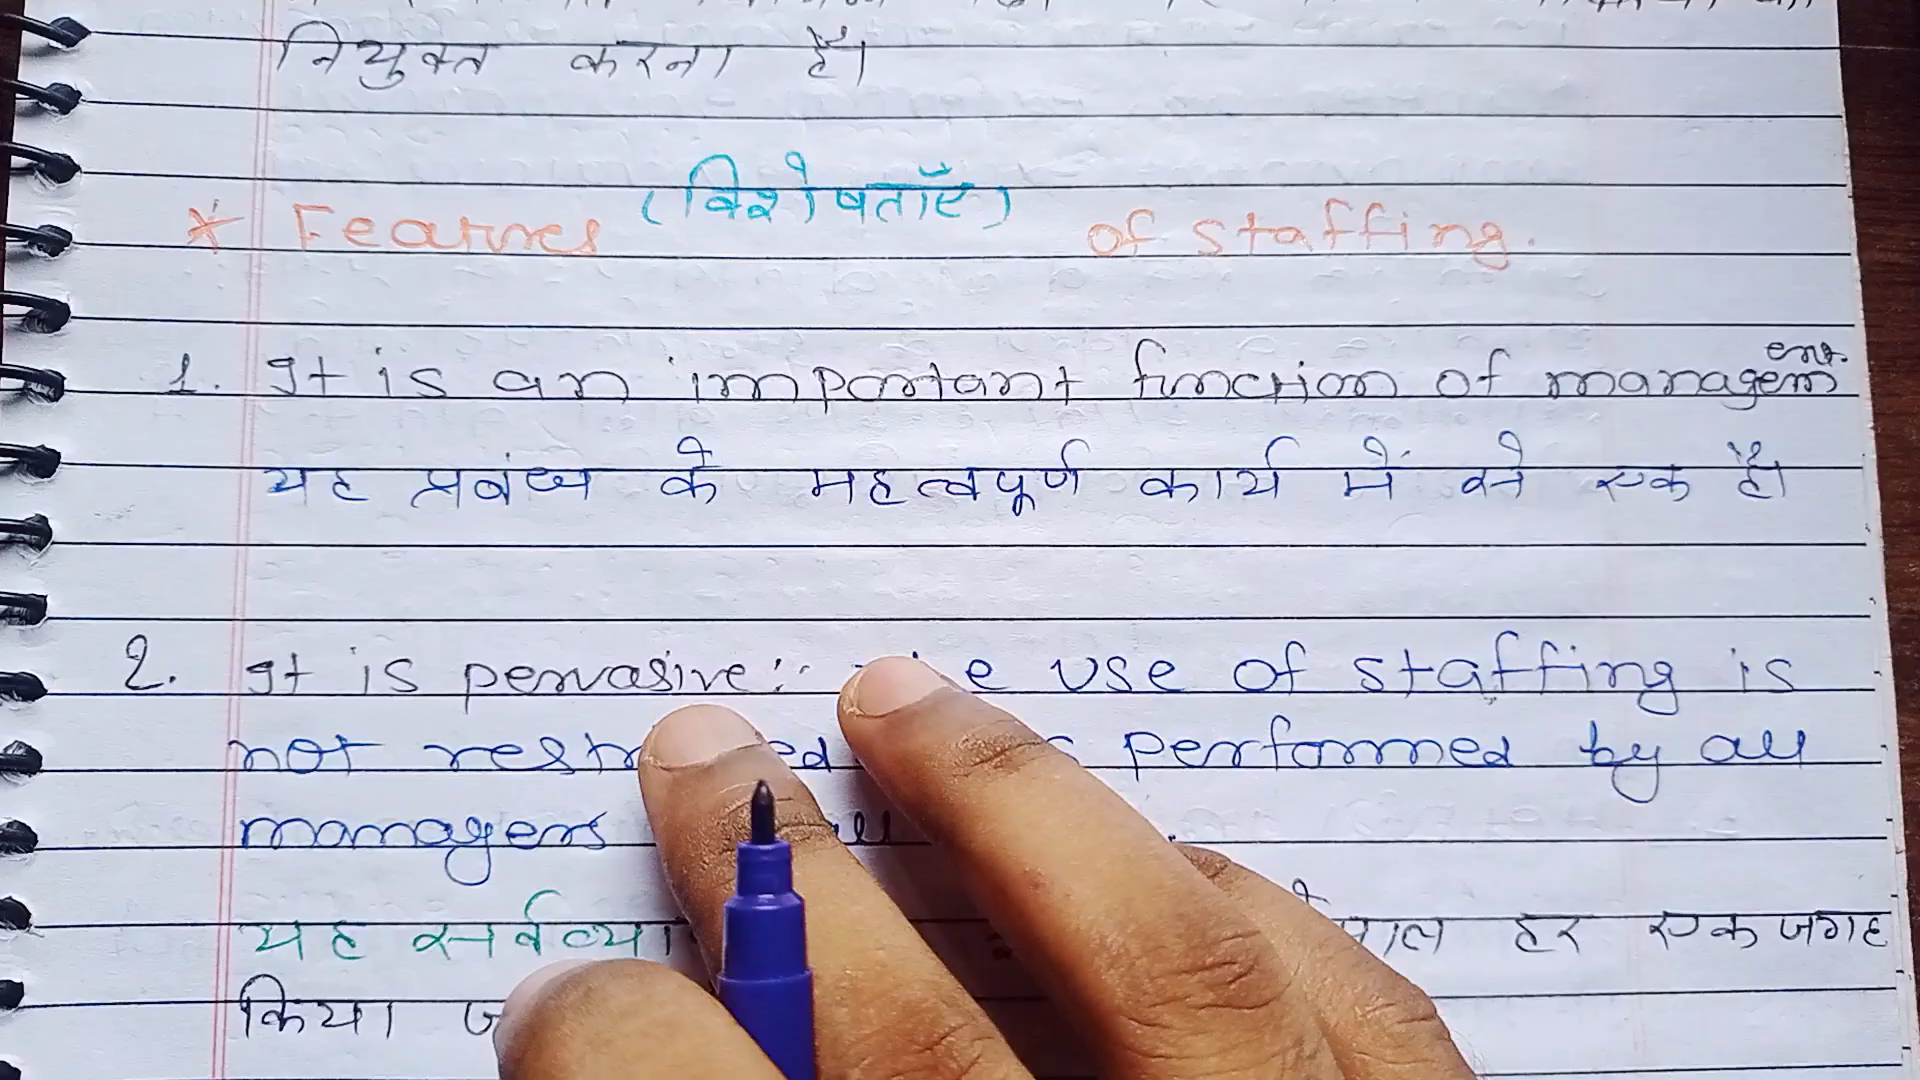 नियुक्त करना है।
* Features (विशेषताएँ) of staffing.
1. It is an important function of management.
यह प्रबंध के महत्वपूर्ण कार्य में से एक है।
2. It is pervasive:- use of staffing is
not performed by all
managers
यह हर एक जगह
किया